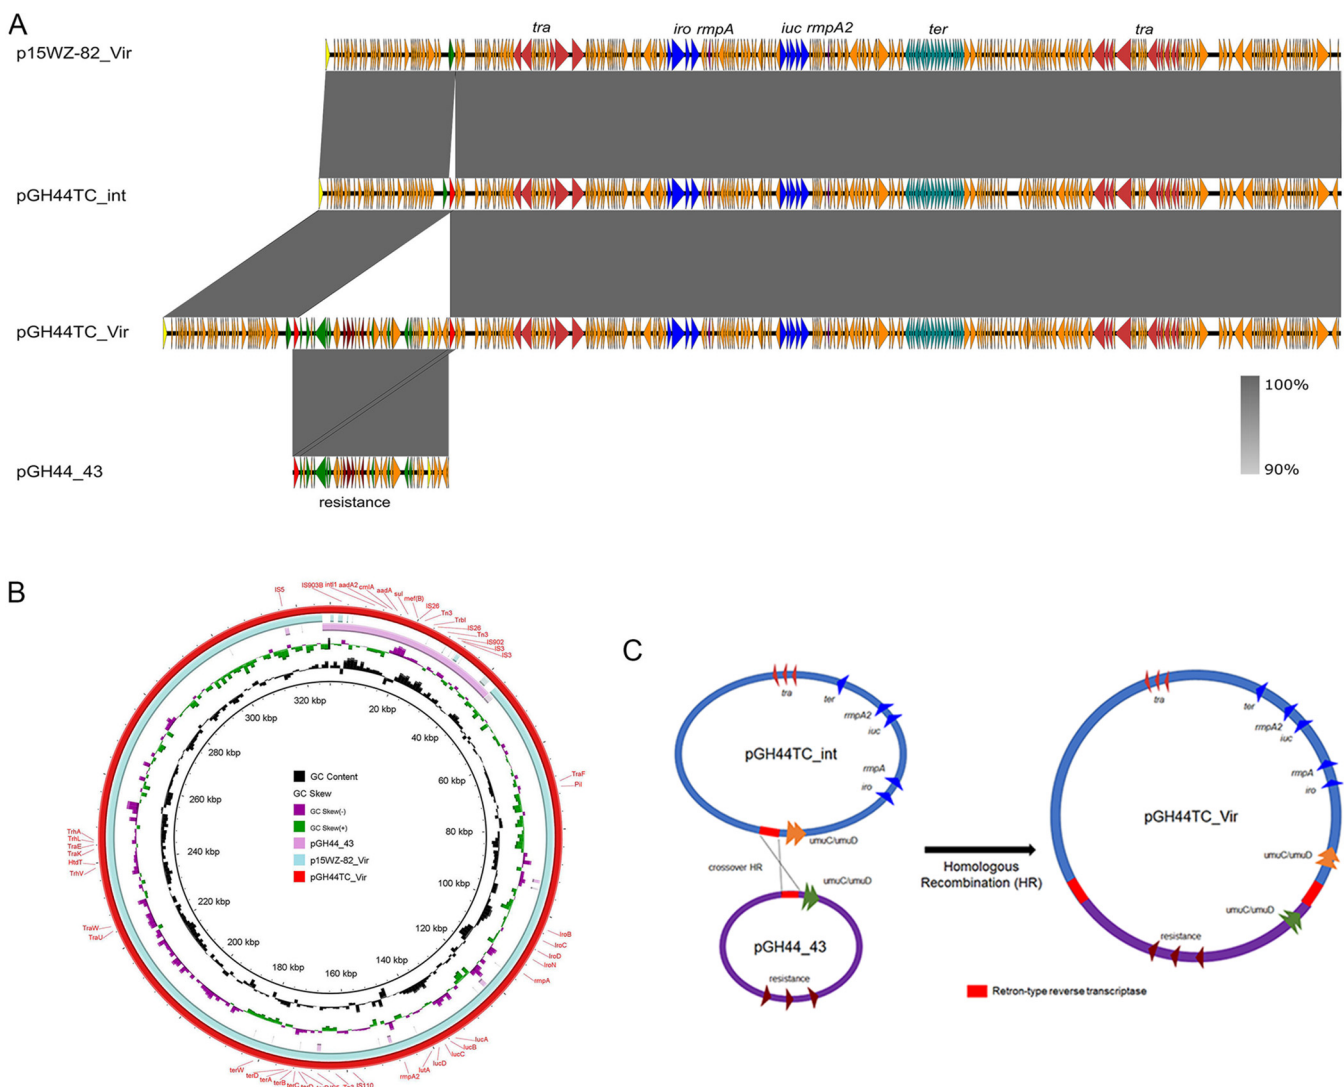 A
tra
iro rmpA
iuc rmpA2
ter
tra
p15WZ-82_Vir
pGH44TC_int
pGH44TC_Vir
100%
90%
pGH44_43
resistance
B
IS5
IS903B
intI1
aadA2
cmlA
aadA
sul
mef(B)
IS26
Tn3
TrbI
IS26
Tn3
IS902
IS3
IS3
TraF
Pil
IroB
IroC
IroD
IroN
rmpA
IucA
IucB
IucC
IucD
IutA
rmpA2
IS110
terC
terB
terA
terD
terW
TraU
TraW
TrhV
HtdT
TraK
TraE
TrhL
TrhA
320 kbp
20 kbp
40 kbp
60 kbp
80 kbp
100 kbp
120 kbp
140 kbp
160 kbp
180 kbp
200 kbp
220 kbp
240 kbp
260 kbp
280 kbp
300 kbp
GC Content
GC Skew
GC Skew(-)
GC Skew(+)
pGH44_43
p15WZ-82_Vir
pGH44TC_Vir
C
tra
ter
rmpA2
iuc
pGH44TC_int
rmpA
iro
umuC/umuD
crossover HR
umuC/umuD
pGH44_43
resistance
Homologous
Recombination (HR)
tra
ter
rmpA2
iuc
rmpA
iro
pGH44TC_Vir
umuC/umuD
umuC/umuD
resistance
Retron-type reverse transcriptase